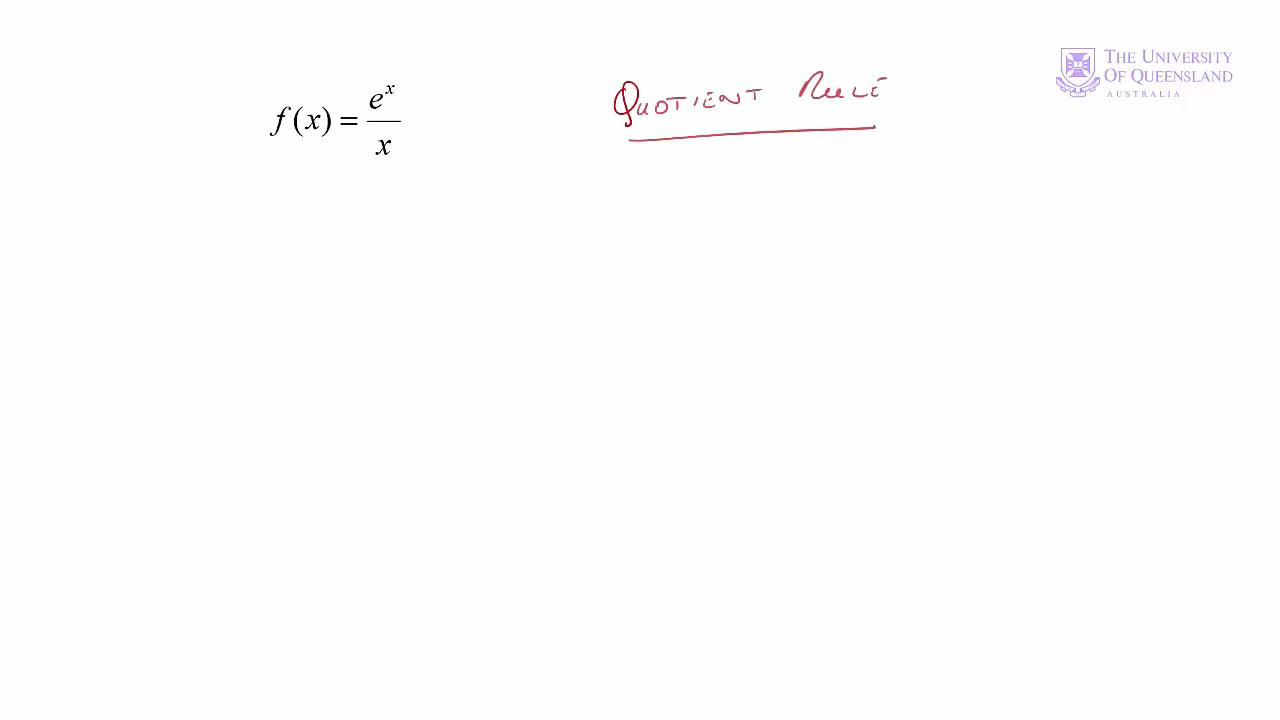 f(x) = e^x / x
QUOTIENT RULE
THE UNIVERSITY
OF QUEENSLAND
AUSTRALIA